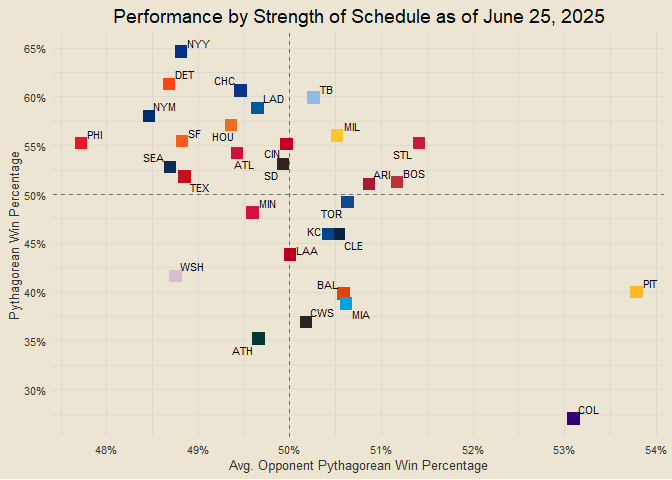 Performance by Strength of Schedule as of June 25, 2025
65%
60%
55%
50%
45%
40%
35%
30%
Pythagorean Win Percentage
NYY
DET
CHC
TB
LAD
NYM
MIL
HOU
PHI
SF
STL
CIN
ATL
SEA
SD
TEX
ARI
BOS
TOR
MIN
KC
CLE
LAA
WSH
BAL
PIT
MIA
CWS
ATH
COL
48%
49%
50%
51%
52%
53%
54%
Avg. Opponent Pythagorean Win Percentage